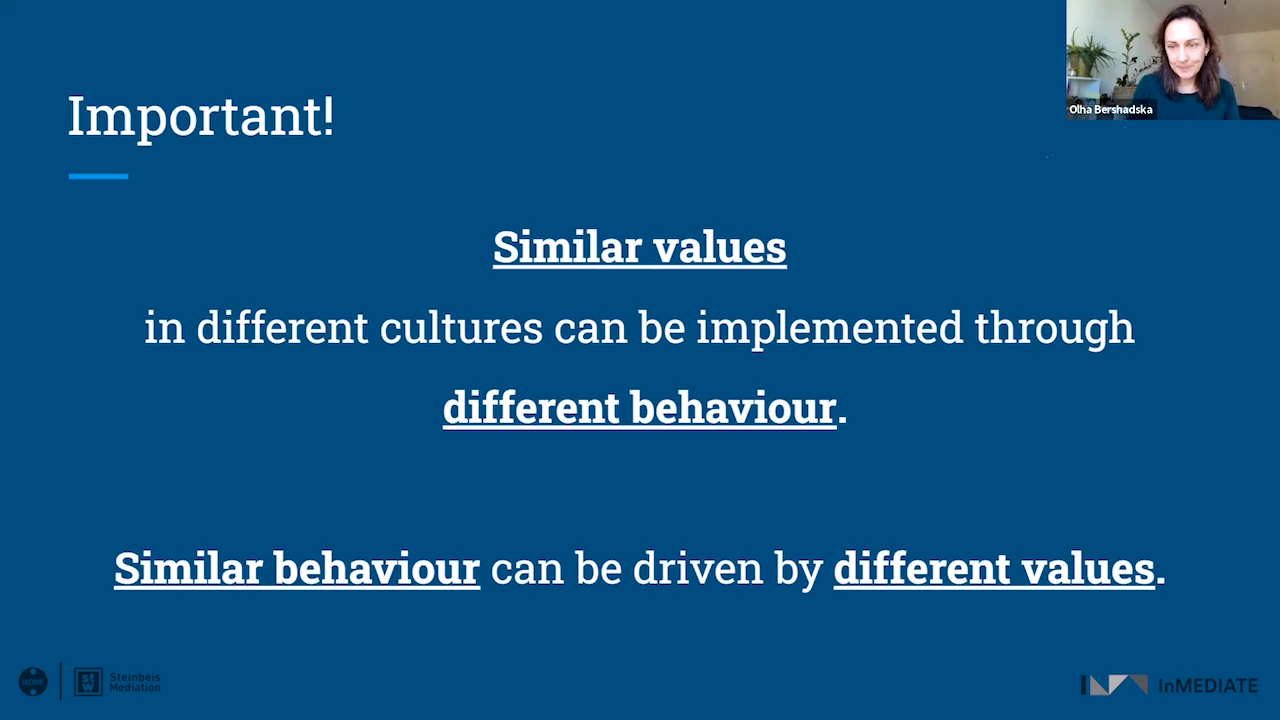 Important!
Olha Bershadska
Similar values
in different cultures can be implemented through
different behaviour.
Similar behaviour can be driven by different values.
Steinbeis
Mediation
InMEDIATE